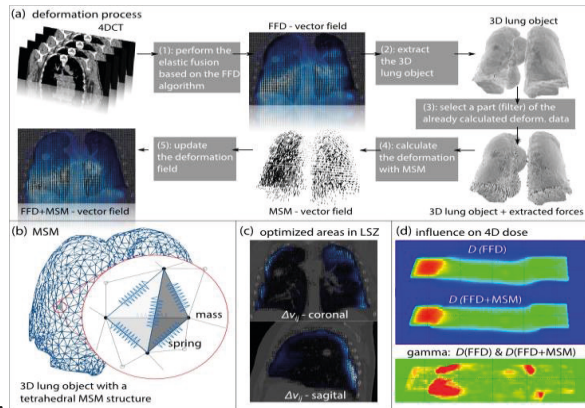 (a) deformation process
4DCT
(1): perform the
elastic fusion
based on the FFD
algorithm
FFD - vector field
(2): extract
the 3D
lung object
3D lung object
(3): select a part (filter) of the
already calculated deform. data
3D lung object + extracted forces
(4): calculate
the deformation
with MSM
MSM - vector field
(5): update
the deformation
field
FFD+MSM - vector field
(b) MSM
mass
spring
3D lung object with a
tetrahedral MSM structure
(c) optimized areas in LSZ
Δvij - coronal
Δvij - sagital
(d) influence on 4D dose
D (FFD)
D (FFD+MSM)
gamma: D(FFD) & D(FFD+MSM)